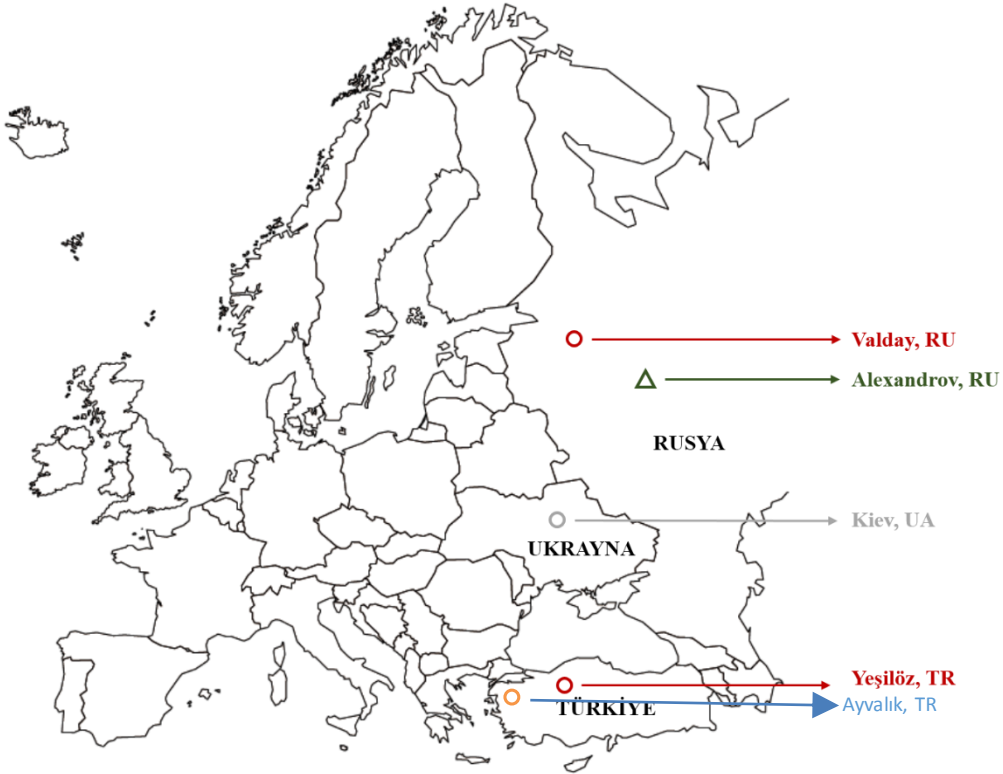 Valday, RU
Alexandrov, RU
RUSYA
Kiev, UA
UKRAYNA
Yeşilöz, TR
Ayvalık, TR
TÜRKİYE